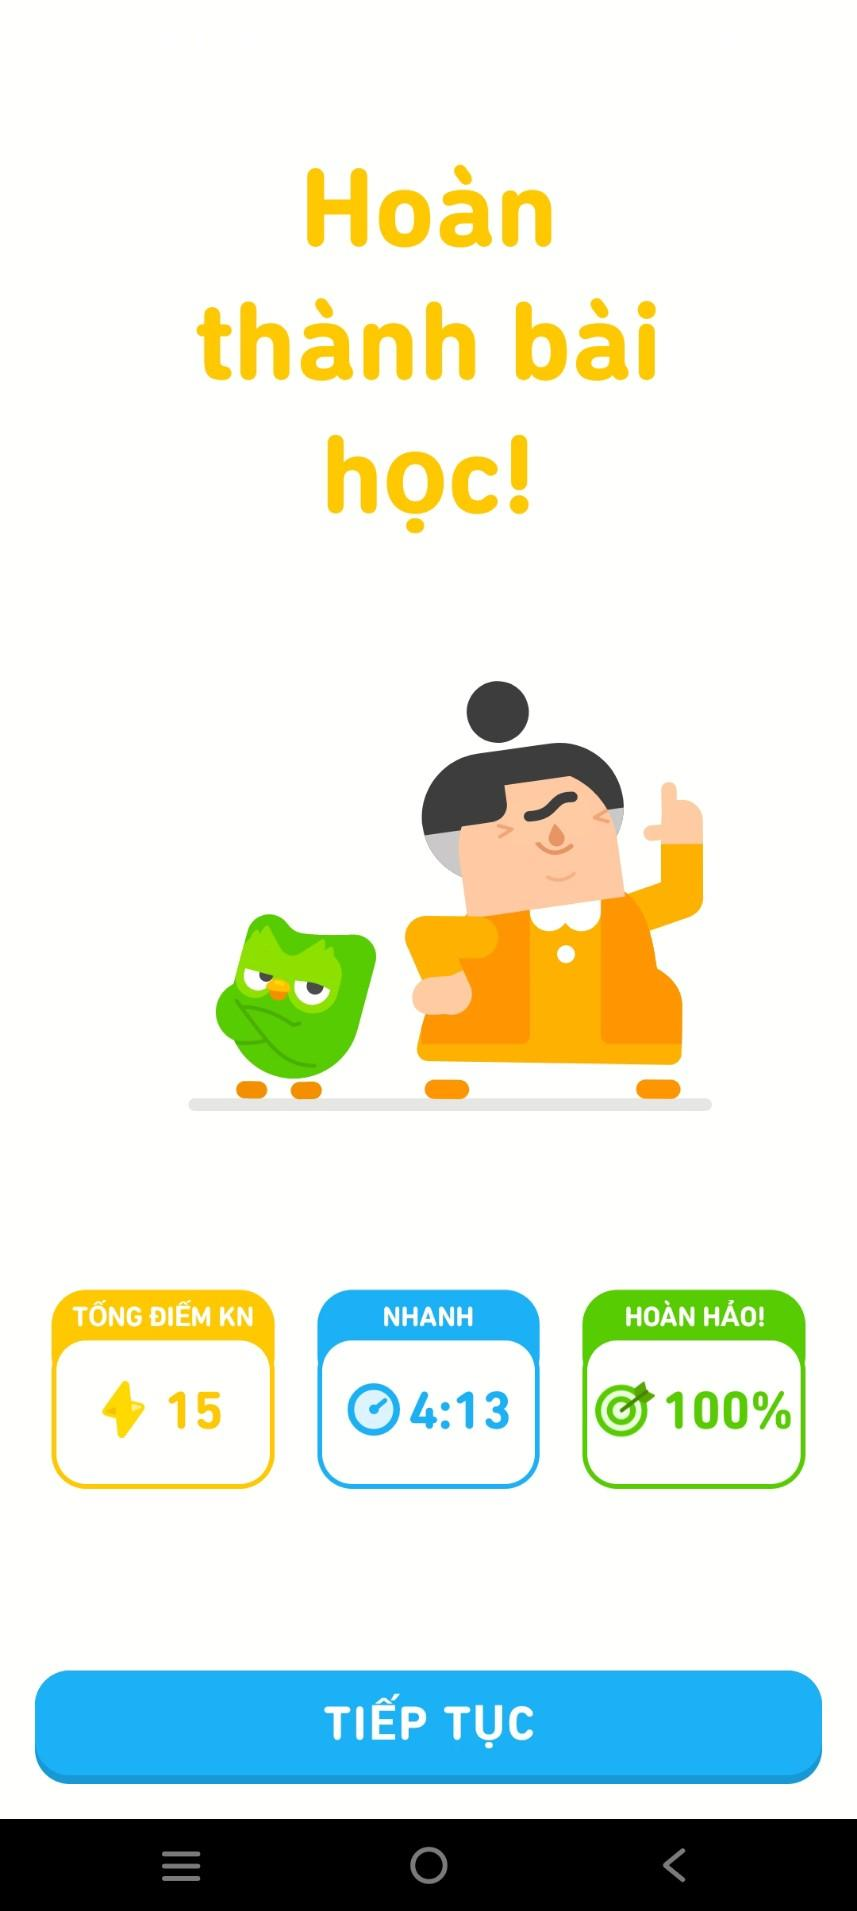 Hoàn
thành bài
học!
TỔNG ĐIỂM KN
15
NHANH
4:13
HOÀN HẢO!
100%
TIẾP TỤC